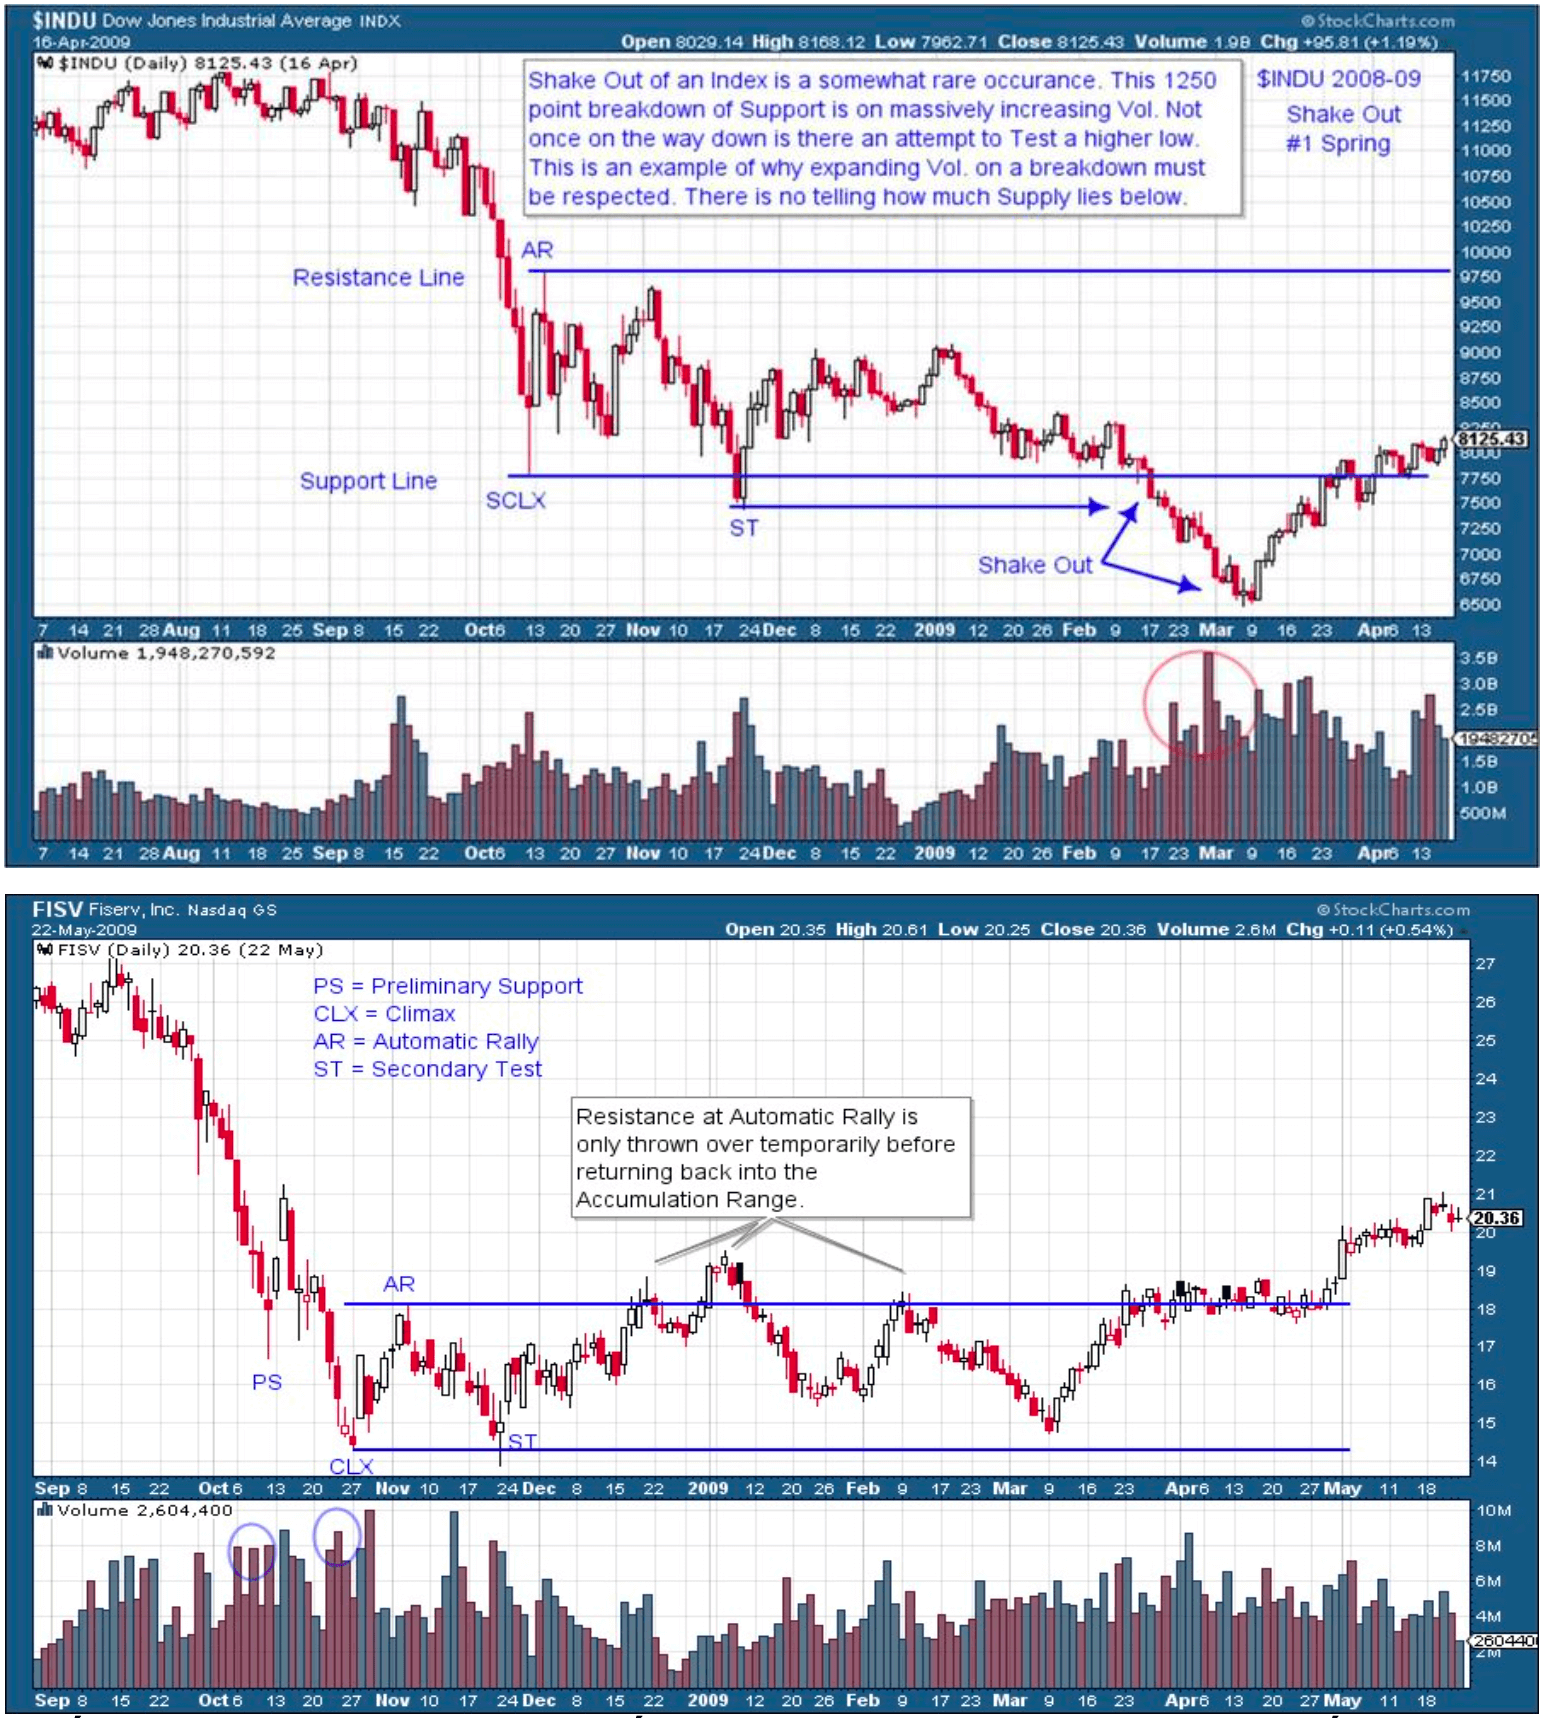 $INDU Dow Jones Industrial Average INDX
© StockCharts.com
16-Apr-2009
Open 8029.14 High 8168.12 Low 7962.71 Close 8125.43 Volume 1.9B Chg +95.81 (+1.19%)
$INDU (Daily) 8125.43 (16 Apr)
Shake Out of an Index is a somewhat rare occurance. This 1250
point breakdown of Support is on massively increasing Vol. Not
once on the way down is there an attempt to Test a higher low.
This is an example of why expanding Vol. on a breakdown must
be respected. There is no telling how much Supply lies below.
$INDU 2008-09
Shake Out
#1 Spring
11750
11500
11250
11000
10750
10500
10250
10000
9750
9500
9250
9000
8750
8500
8250
8125.43
8000
7750
7500
7250
7000
6750
6500
AR
Resistance Line
Support Line
SCLX
ST
Shake Out
7 14 21 28 Aug 11 18 25 Sep 8 15 22 Oct6 13 20 27 Nov 10 17 24 Dec 8 15 22 2009 12 20 26 Feb 9 17 23 Mar 9 16 23 Apr6 13
Volume 1,948,270,592
3.5B
3.0B
2.5B
19482705
1.5B
1.0B
500M
7 14 21 28 Aug 11 18 25 Sep 8 15 22 Oct6 13 20 27 Nov 10 17 24 Dec 8 15 22 2009 12 20 26 Feb 9 17 23 Mar 9 16 23 Apr6 13
FISV Fiserv, Inc. Nasdaq GS
© StockCharts.com
22-May-2009
Open 20.35 High 20.61 Low 20.25 Close 20.36 Volume 2.6M Chg +0.11 (+0.54%)
FISV (Daily) 20.36 (22 May)
PS = Preliminary Support
CLX = Climax
AR = Automatic Rally
ST = Secondary Test
Resistance at Automatic Rally is
only thrown over temporarily before
returning back into the
Accumulation Range.
27
26
25
24
23
22
21
20.36
20
19
18
17
16
15
14
AR
PS
ST
CLX
Sep 8 15 22 Oct 6 13 20 27 Nov 10 17 24 Dec 8 15 22 2009 12 20 26 Feb 9 17 23 Mar 9 16 23 Apr6 13 20 27 May 11 18
Volume 2,604,400
10M
8M
6M
4M
2604400
2M
Sep 8 15 22 Oct 6 13 20 27 Nov 10 17 24 Dec 8 15 22 2009 12 20 26 Feb 9 17 23 Mar 9 16 23 Apr6 13 20 27 May 11 18